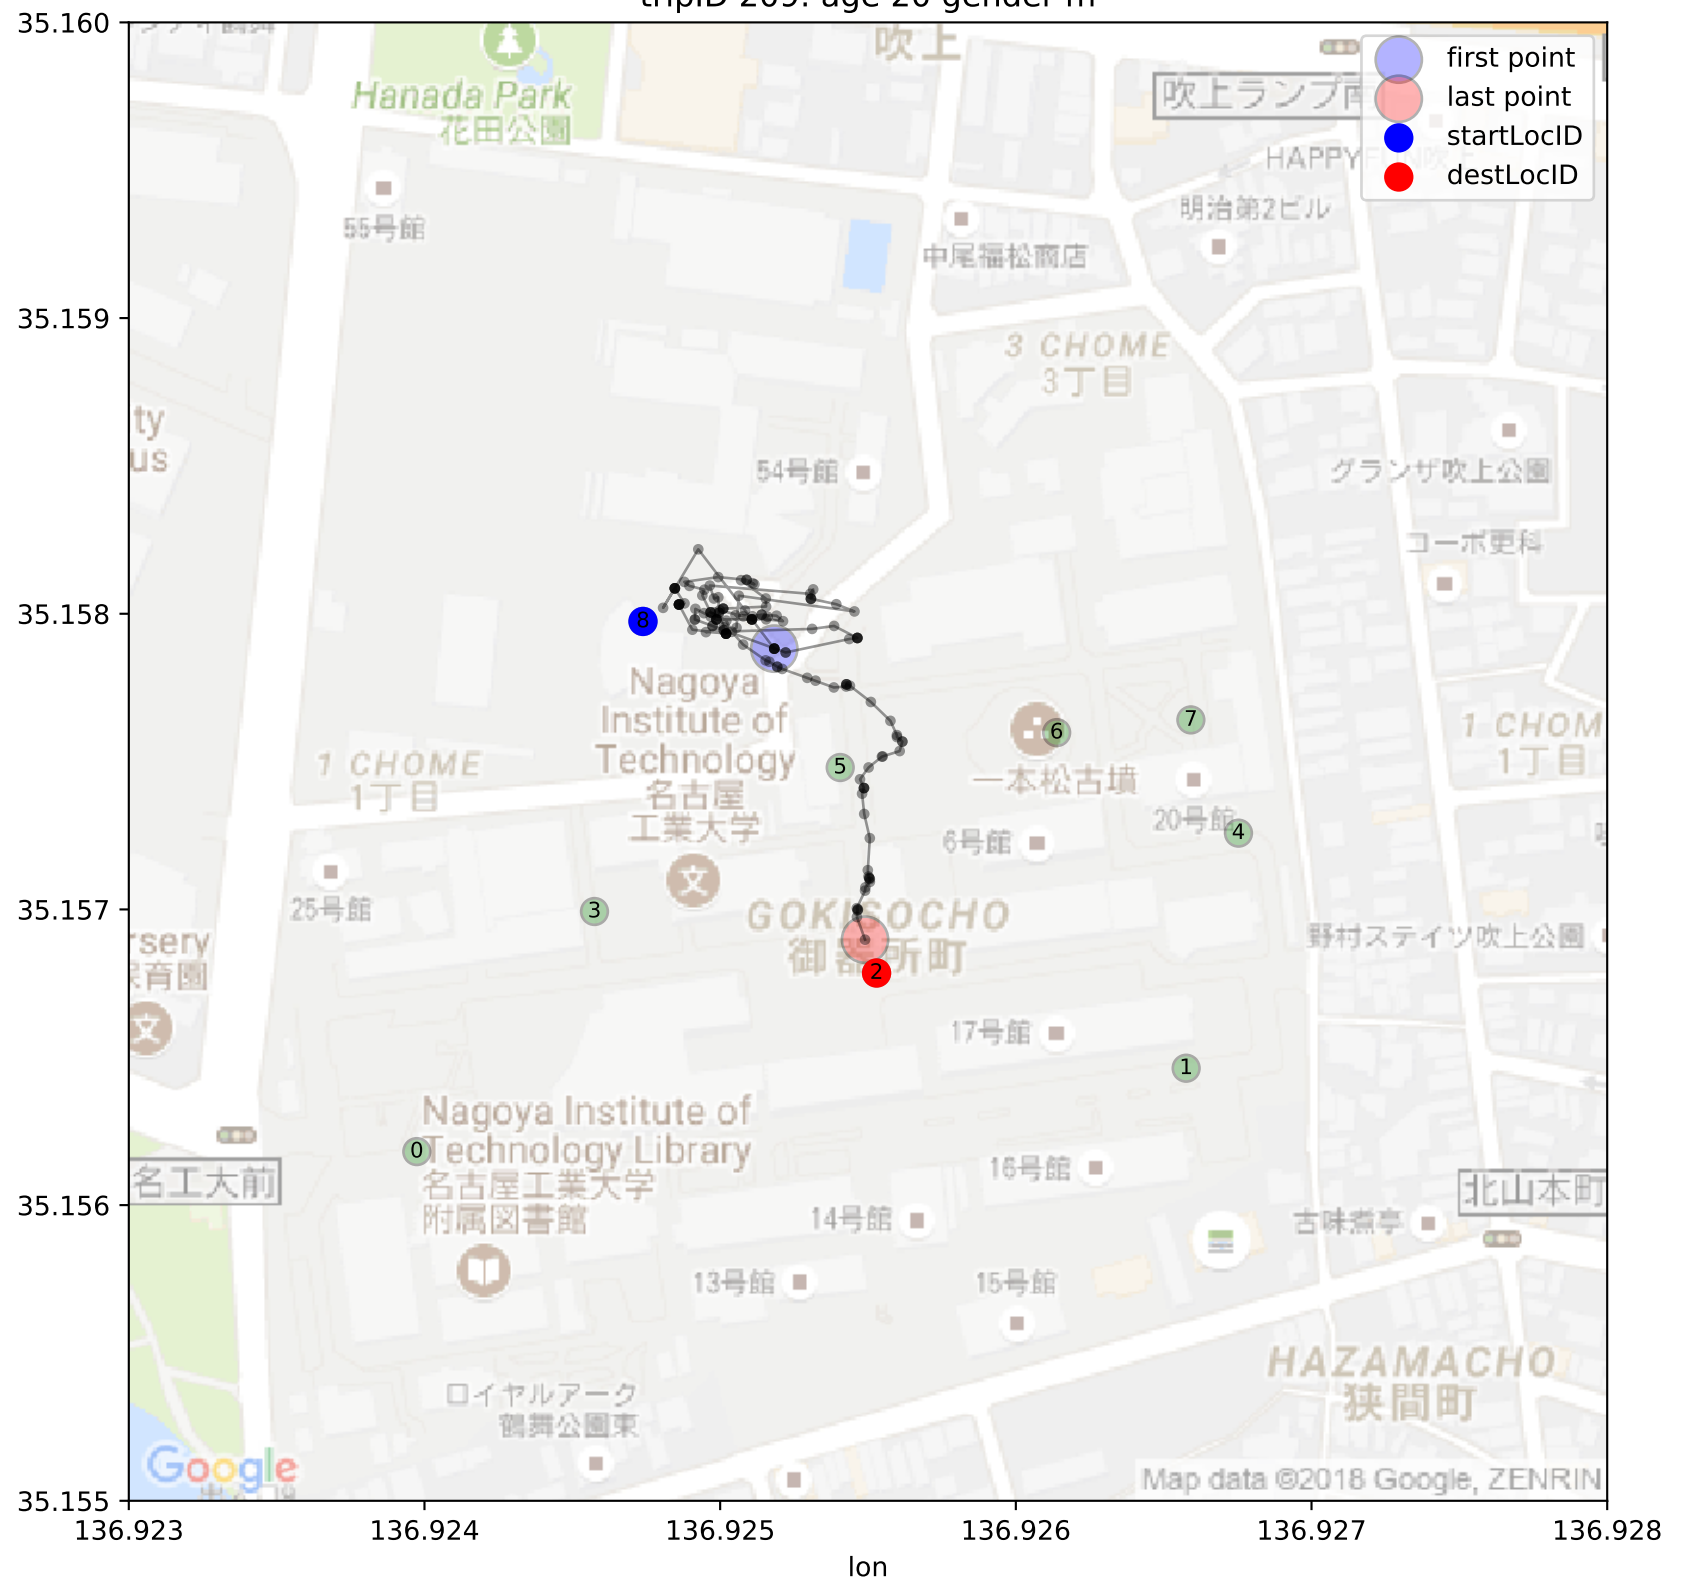 tripID 209: age 20 gender m
35.160
35.159
35.158
35.157
35.156
35.155
136.923
136.924
136.925
136.926
136.927
136.928
lon
first point
last point
startLocID
destLocID
Hanada Park
花田公園
吹上
吹上ランプ南
HAPPY
明治第2ビル
55号館
中尾福松商店
3 CHOME
3丁目
ty
us
54号館
グランザ吹上公園
コーポ更科
8
Nagoya
Institute of
Technology
名古屋
工業大学
1 CHOME
1丁目
5
6
7
一本松古墳
1 CHOM
1丁目
20号館
4
6号館
25号館
3
GOKISOCHO
御器所町
2
rsery
保育園
野村ステイツ吹上公園
17号館
1
Nagoya Institute of
Technology Library
名古屋工業大学
附属図書館
0
名工大前
16号館
北山本町
14号館
古味煮亭
13号館
15号館
HAZAMACHO
狭間町
ロイヤルアーク
鶴舞公園東
Google
Map data ©2018 Google, ZENRIN